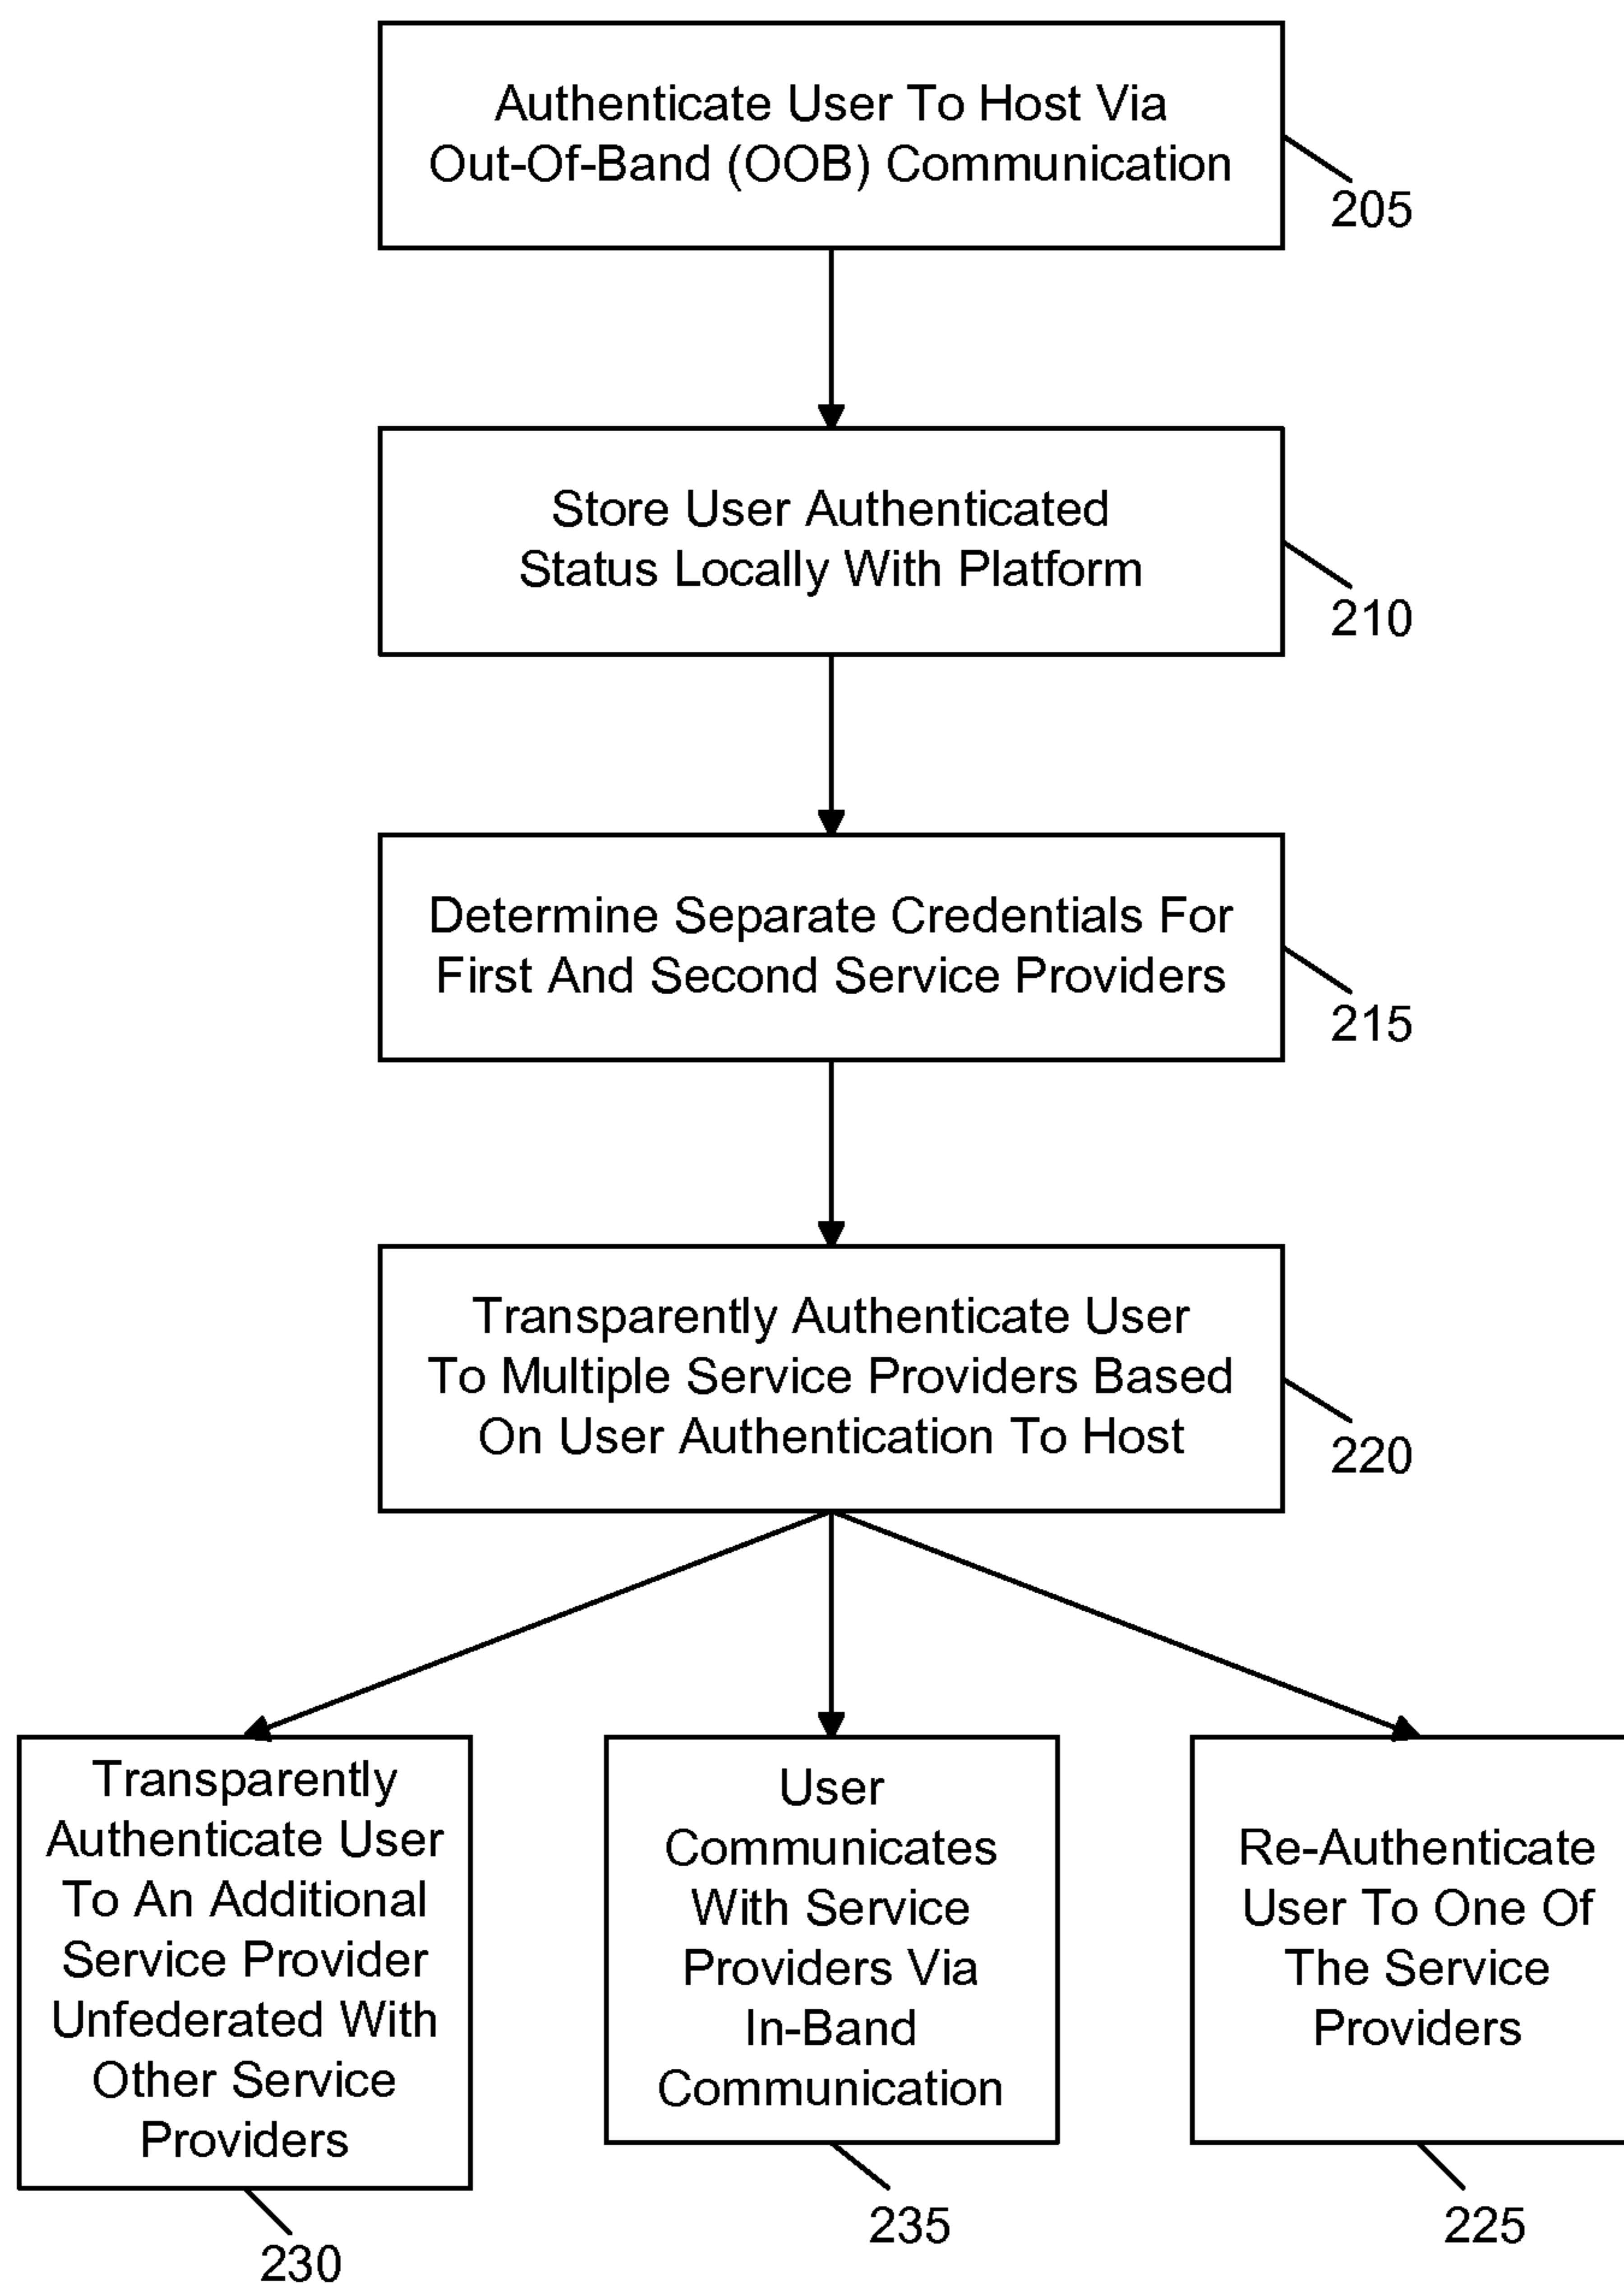 Authenticate User To Host Via
Out-Of-Band (OOB) Communication
205
Store User Authenticated
Status Locally With Platform
210
Determine Separate Credentials For
First And Second Service Providers
215
Transparently Authenticate User
To Multiple Service Providers Based
On User Authentication To Host
220
Transparently
Authenticate User
To An Additional
Service Provider
Unfederated With
Other Service
Providers
230
User
Communicates
With Service
Providers Via
In-Band
Communication
235
Re-Authenticate
User To One Of
The Service
Providers
225